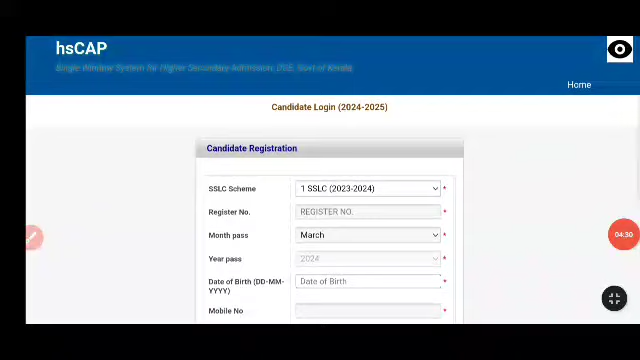 hsCAP
Single Window System for Higher Secondary Admission, DSE, Govt of Kerala
Home
Candidate Login (2024-2025)
Candidate Registration
SSLC Scheme 1 SSLC (2023-2024) *
Register No. REGISTER NO. *
Month pass March *
Year pass 2024 *
Date of Birth (DD-MM-YYYY) Date of Birth *
Mobile No *
04:30